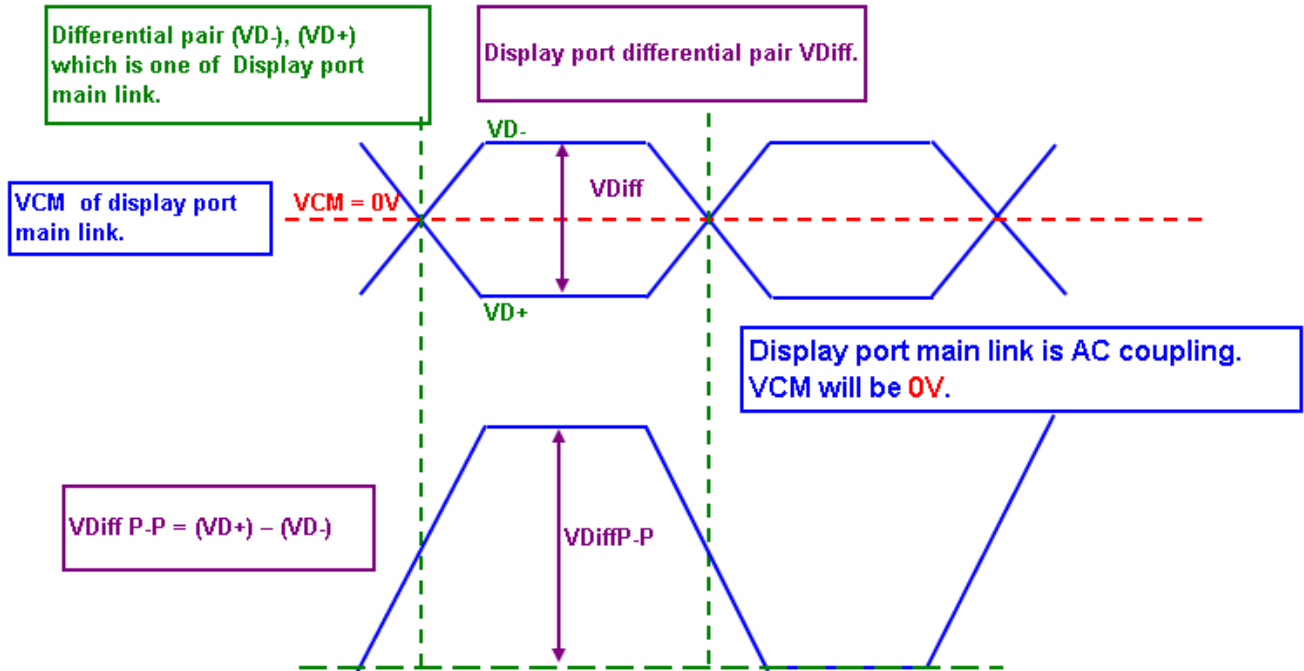 Differential pair (VD-), (VD+)
which is one of Display port
main link.
Display port differential pair VDiff.
VD-
VCM of display port
main link.
VCM = 0V
VDiff
VD+
Display port main link is AC coupling.
VCM will be 0V.
VDiff P-P = (VD+) – (VD-)
VDiffP-P